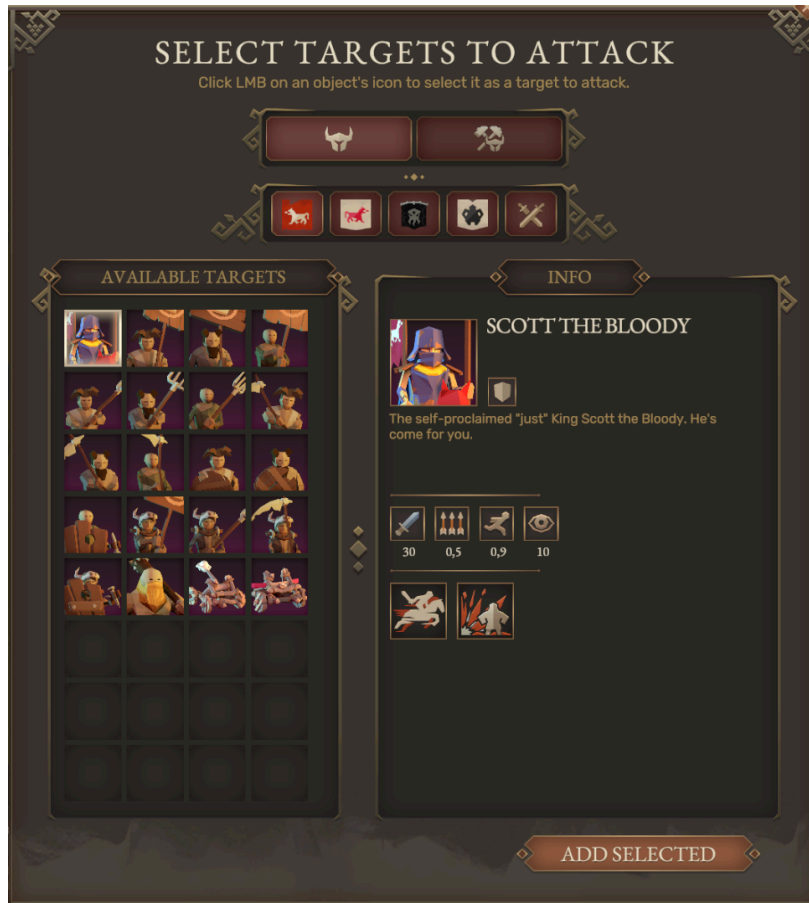 SELECT TARGETS TO ATTACK
Click LMB on an object's icon to select it as a target to attack.
AVAILABLE TARGETS
INFO
SCOTT THE BLOODY
The self-proclaimed "just" King Scott the Bloody. He's
come for you.
30 0,5 0,9 10
ADD SELECTED